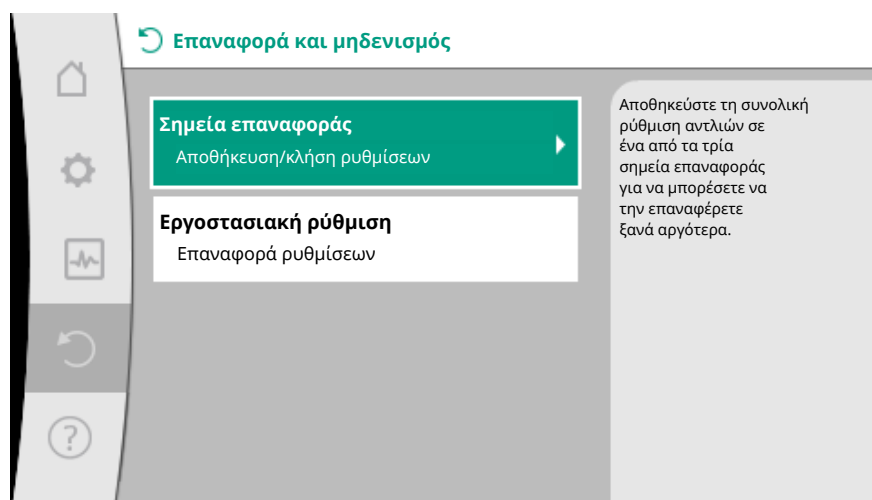 Επαναφορά και μηδενισμός
Σημεία επαναφοράς
Αποθήκευση/κλήση ρυθμίσεων
Εργοστασιακή ρύθμιση
Επαναφορά ρυθμίσεων
Αποθηκεύστε τη συνολική
ρύθμιση αντλιών σε
ένα από τα τρία
σημεία επαναφοράς
για να μπορέσετε να
την επαναφέρετε
ξανά αργότερα.
?